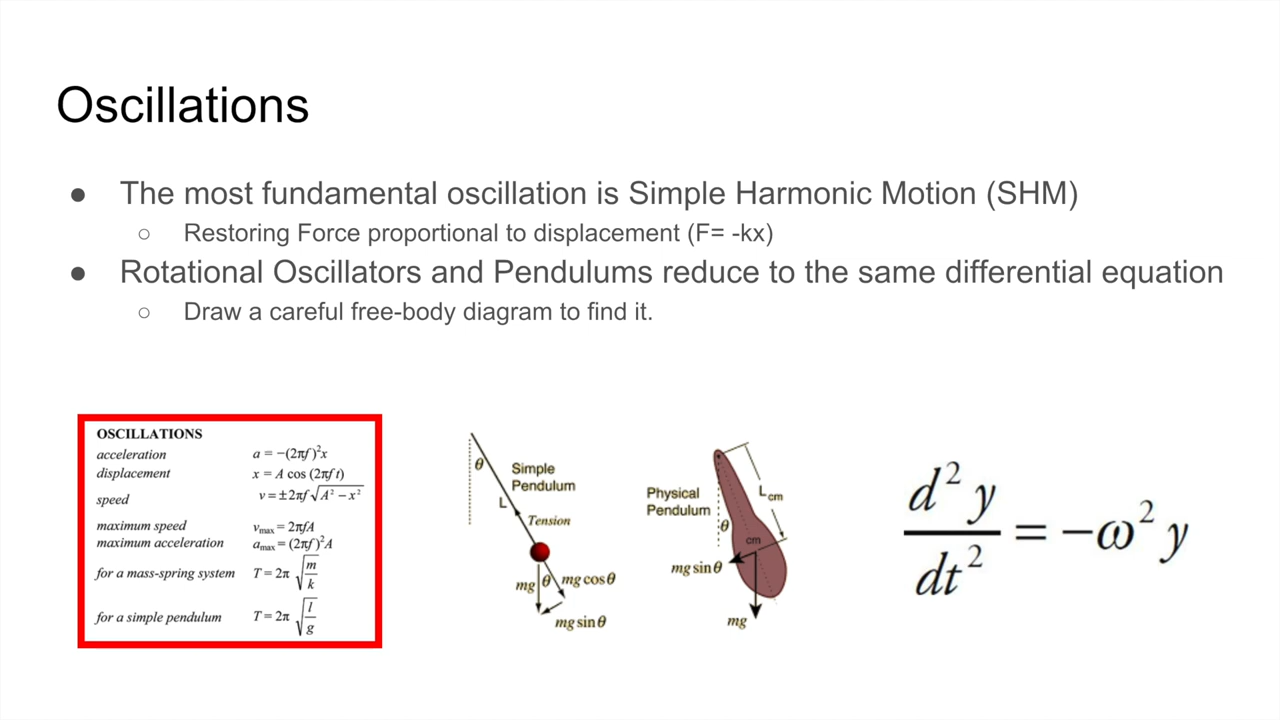 Oscillations
● The most fundamental oscillation is Simple Harmonic Motion (SHM)
○ Restoring Force proportional to displacement (F= -kx)
● Rotational Oscillators and Pendulums reduce to the same differential equation
○ Draw a careful free-body diagram to find it.
OSCILLATIONS
acceleration a = −(2πf)²x
displacement x = A cos (2πf t)
speed v = ±2πf√(A² − x²)
maximum speed vₘₐₓ = 2πfA
maximum acceleration aₘₐₓ = (2πf)²A
for a mass-spring system T = 2π √(m/k)
for a simple pendulum T = 2π √(l/g)
θ
Simple
Pendulum
L
Tension
mg θ mg cos θ
mg sin θ
Physical
Pendulum
L cm
θ
cm
mg sin θ
mg
d²y/dt² = −ω²y